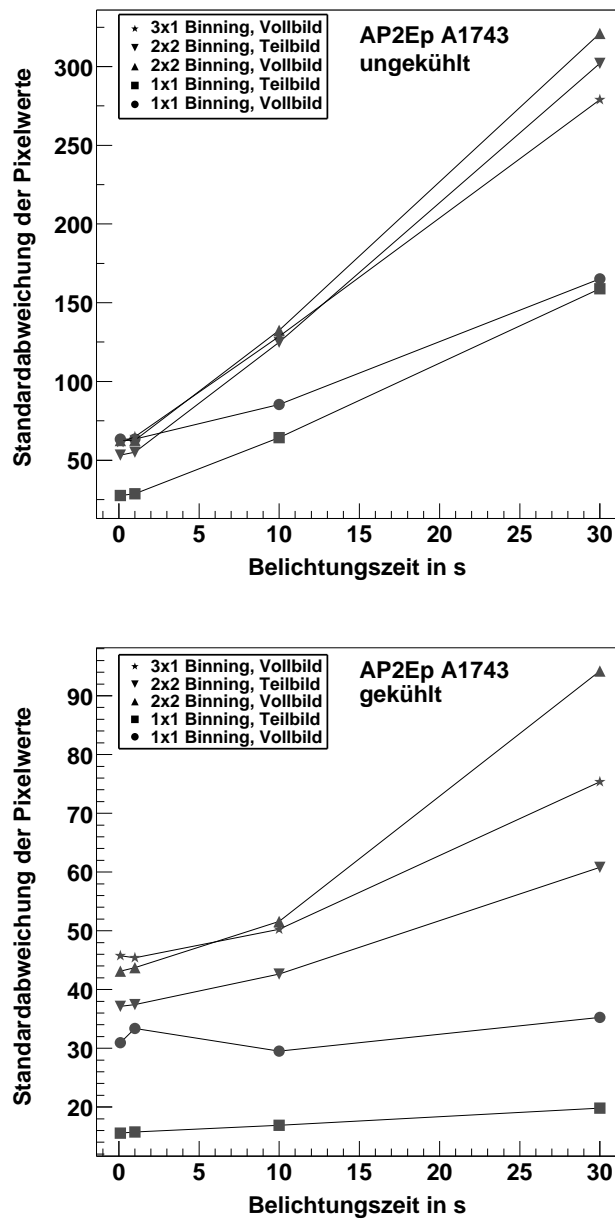 3x1 Binning, Vollbild
2x2 Binning, Teilbild
2x2 Binning, Vollbild
1x1 Binning, Teilbild
1x1 Binning, Vollbild
AP2Ep A1743
ungekühlt
Standardabweichung der Pixelwerte
300
250
200
150
100
50
0 5 10 15 20 25 30
Belichtungszeit in s
3x1 Binning, Vollbild
2x2 Binning, Teilbild
2x2 Binning, Vollbild
1x1 Binning, Teilbild
1x1 Binning, Vollbild
AP2Ep A1743
gekühlt
Standardabweichung der Pixelwerte
90
80
70
60
50
40
30
20
0 5 10 15 20 25 30
Belichtungszeit in s